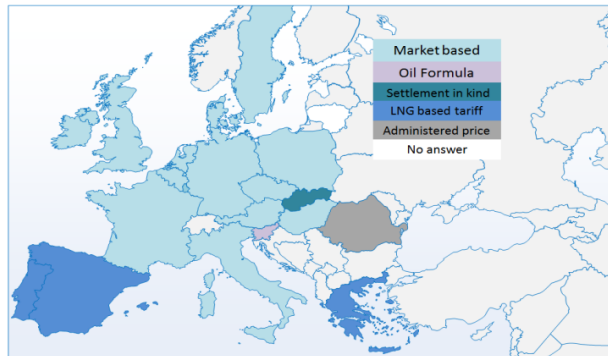 Market based
Oil Formula
Settlement in kind
LNG based tariff
Administered price
No answer